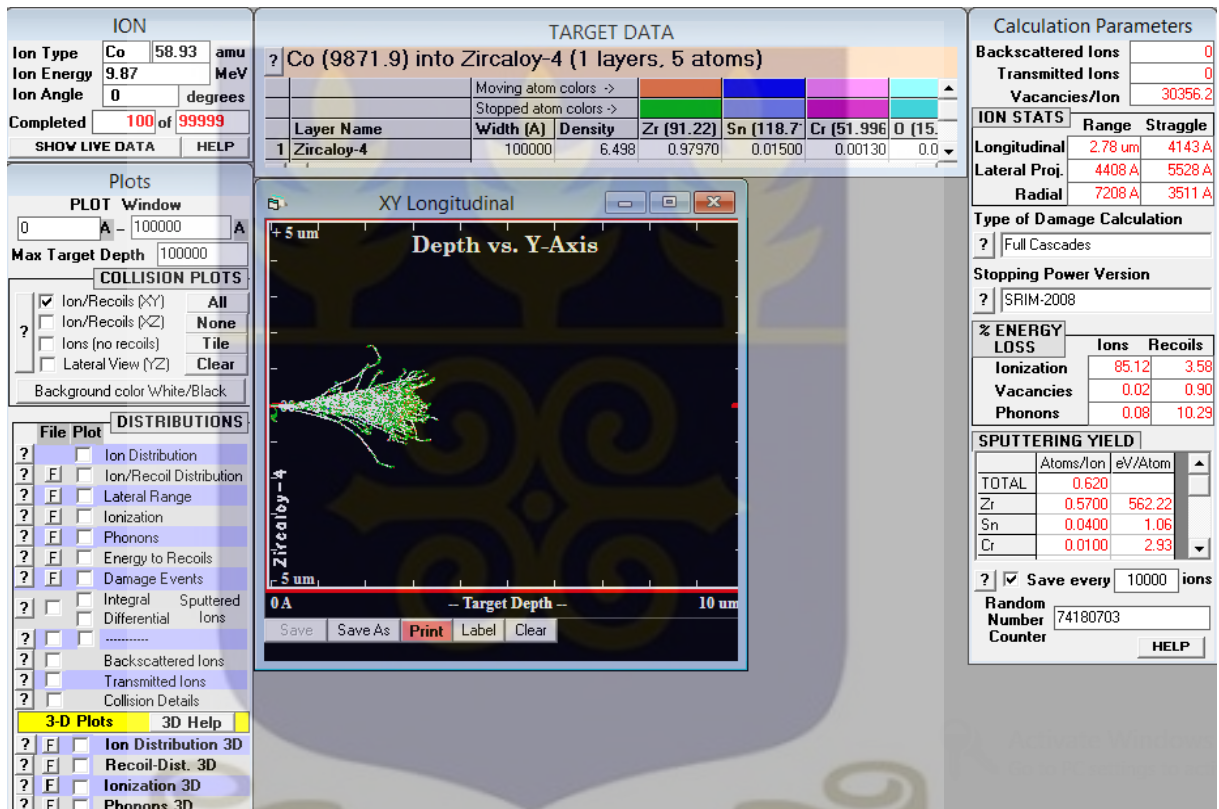 ION
Ion Type Co 58.93 amu
Ion Energy 9.87 MeV
Ion Angle 0 degrees
Completed 100 of 99999
SHOW LIVE DATA HELP
TARGET DATA
? Co (9871.9) into Zircaloy-4 (1 layers, 5 atoms)
Moving atom colors ->
Stopped atom colors ->
Layer Name Width (A) Density Zr (91.22) Sn (118.7 Cr (51.996 O (15.
1 Zircaloy-4 100000 6.498 0.97970 0.01500 0.00130 0.0
Calculation Parameters
Backscattered Ions 0
Transmitted Ions 0
Vacancies/Ion 30356.2
ION STATS Range Straggle
Longitudinal 2.78 um 4143 A
Lateral Proj. 4408 A 5528 A
Radial 7208 A 3511 A
Type of Damage Calculation
? Full Cascades
Stopping Power Version
? SRIM-2008
% ENERGY LOSS Ions Recoils
Ionization 85.12 3.58
Vacancies 0.02 0.90
Phonons 0.08 10.29
SPUTTERING YIELD
Atoms/Ion eV/Atom
TOTAL 0.620
Zr 0.5700 562.22
Sn 0.0400 1.06
Cr 0.0100 2.93
? Save every 10000 ions
Random Number Counter 74180703
HELP
Plots
PLOT Window
0 A - 100000 A
Max Target Depth 100000
COLLISION PLOTS
?
Ion/Recoils (XY) All
Ion/Recoils (XZ) None
Ions (no recoils) Tile
Lateral View (YZ) Clear
Background color White/Black
DISTRIBUTIONS
File Plot
? Ion Distribution
? F Ion/Recoil Distribution
? F Lateral Range
? F Ionization
? F Phonons
? F Energy to Recoils
? F Damage Events
? Integral Sputtered
Differential Ions
? -----------
? Backscattered Ions
? Transmitted Ions
? Collision Details
3-D Plots 3D Help
? F Ion Distribution 3D
? F Recoil-Dist. 3D
? F Ionization 3D
? F Phonons 3D
XY Longitudinal
+ 5 um
Depth vs. Y-Axis
Zircaloy-4
- 5 um
0 A -- Target Depth -- 10 um
Save Save As Print Label Clear